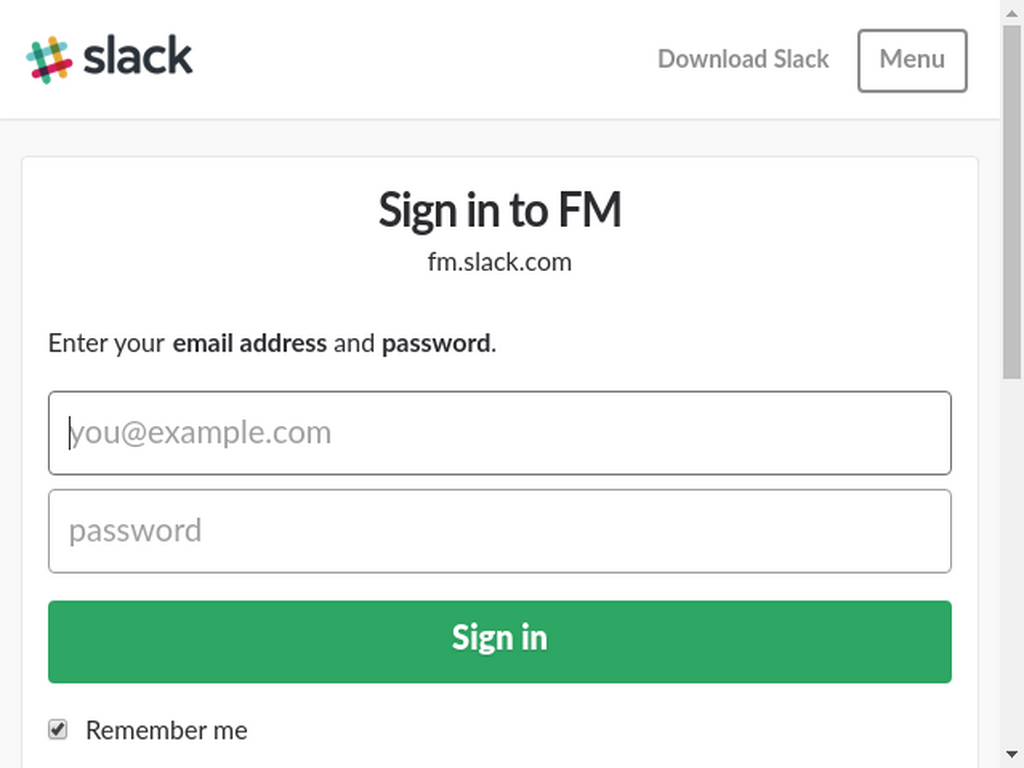 slack
Download Slack
Menu
Sign in to FM
fm.slack.com
Enter your email address and password.
you@example.com
password
Sign in
Remember me